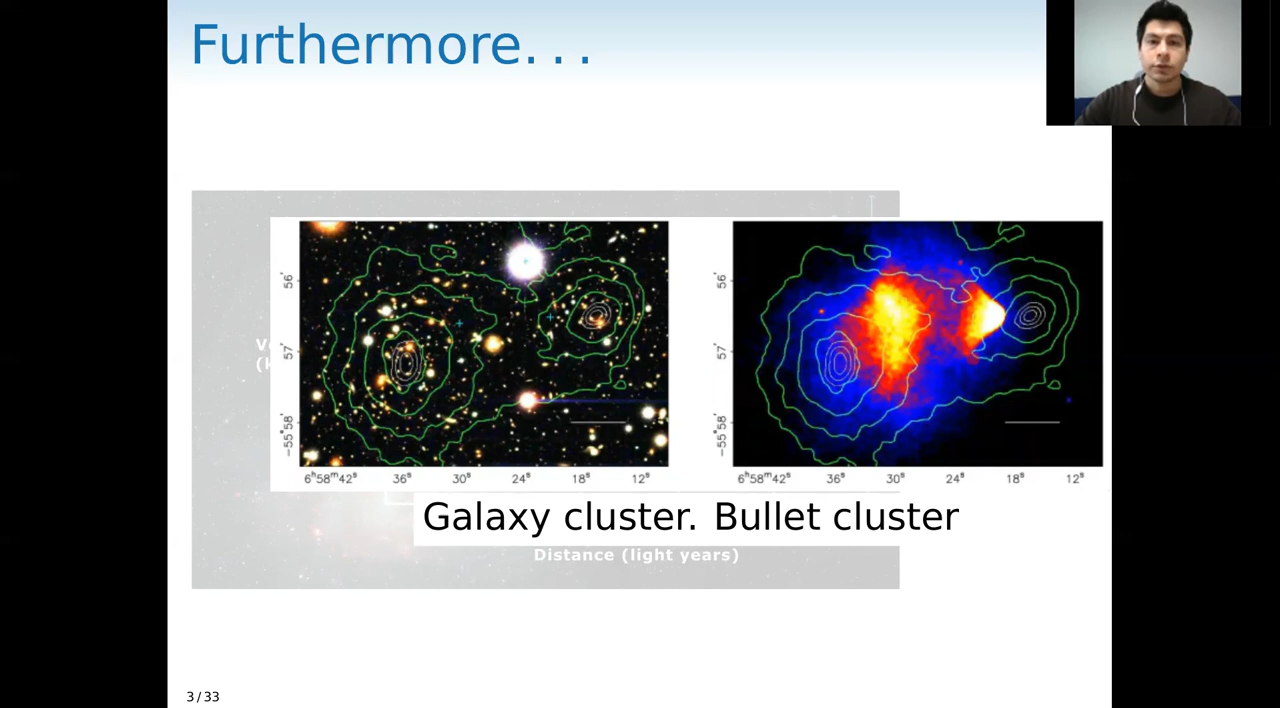 Furthermore. . .
56'
57'
−55°58'
6ʰ58ᵐ42ˢ 36ˢ 30ˢ 24ˢ 18ˢ 12ˢ
56'
57'
−55°58'
6ʰ58ᵐ42ˢ 36ˢ 30ˢ 24ˢ 18ˢ 12ˢ
Galaxy cluster. Bullet cluster
Distance (light years)
3 / 33